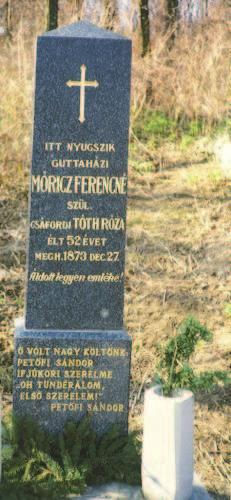 ITT NYUGSZIK
GUTTAHÁZI
MÓRICZ FERENCNÉ
SZÜL.
CSÁFORDI TÓTH RÓZA
ÉLT 52 ÉVET
MEGH. 1873 DEC. 27.
Áldott legyen emléke!
Ő VOLT NAGY KÖLTŐNK,
PETŐFI SÁNDOR
IFJÚKORI SZERELME
"OH TÜNDÉRÁLOM,
ELSŐ SZERELEM!"
PETŐFI SÁNDOR